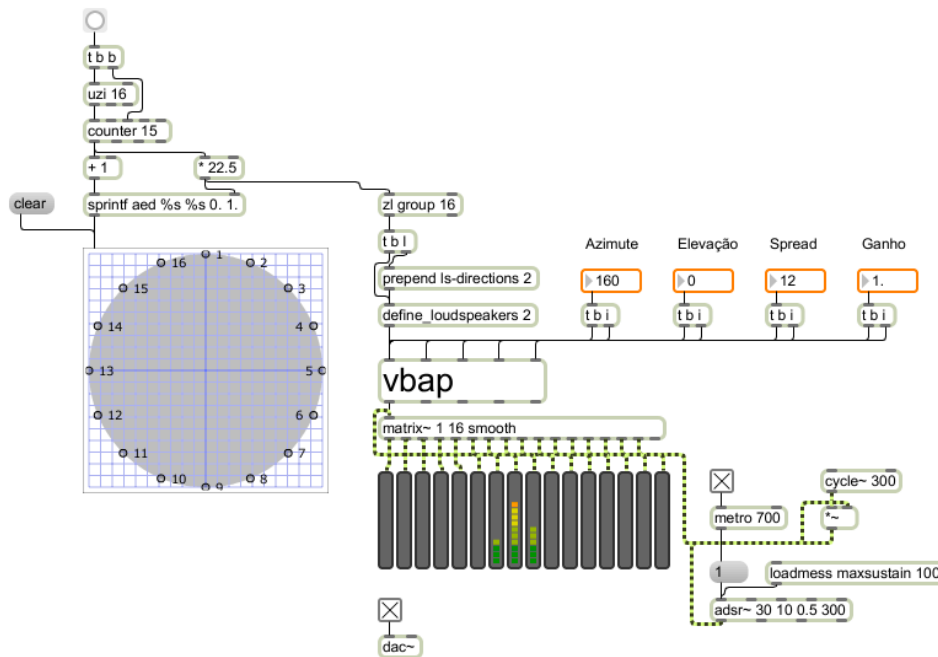 t b b
uzi 16
counter 15
+ 1
* 22.5
clear
sprintf aed %s %s 0. 1.
zl group 16
t b l
prepend ls-directions 2
define_loudspeakers 2
Azimute
Elevação
Spread
Ganho
160
0
12
1.
t b i
t b i
t b i
t b i
1
2
3
4
5
6
7
8
9
10
11
12
13
14
15
16
vbap
matrix~ 1 16 smooth
cycle~ 300
metro 700
*~
1
loadmess maxsustain 100
adsr~ 30 10 0.5 300
dac~